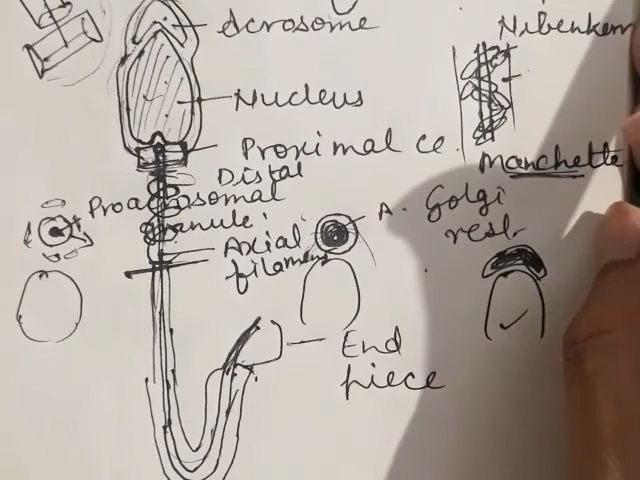 Acrosome
Nebenkern
Nucleus
Proximal ce
Manchette
Distal
Proacrosomal
granule
A. Golgi
rest.
Axial
filament
End
piece